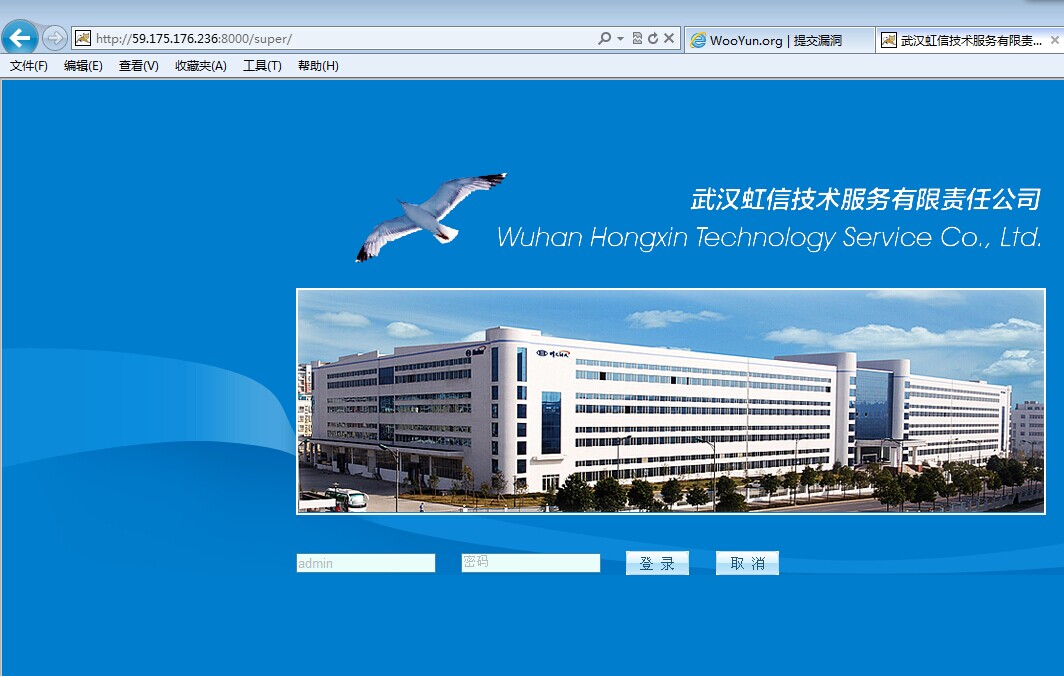 http://59.175.176.236:8000/super/
WooYun.org | 提交漏洞
武汉虹信技术服务有限责...
文件(F) 编辑(E) 查看(V) 收藏夹(A) 工具(T) 帮助(H)
武汉虹信技术服务有限责任公司
Wuhan Hongxin Technology Service Co., Ltd.
admin
密码
登 录
取 消